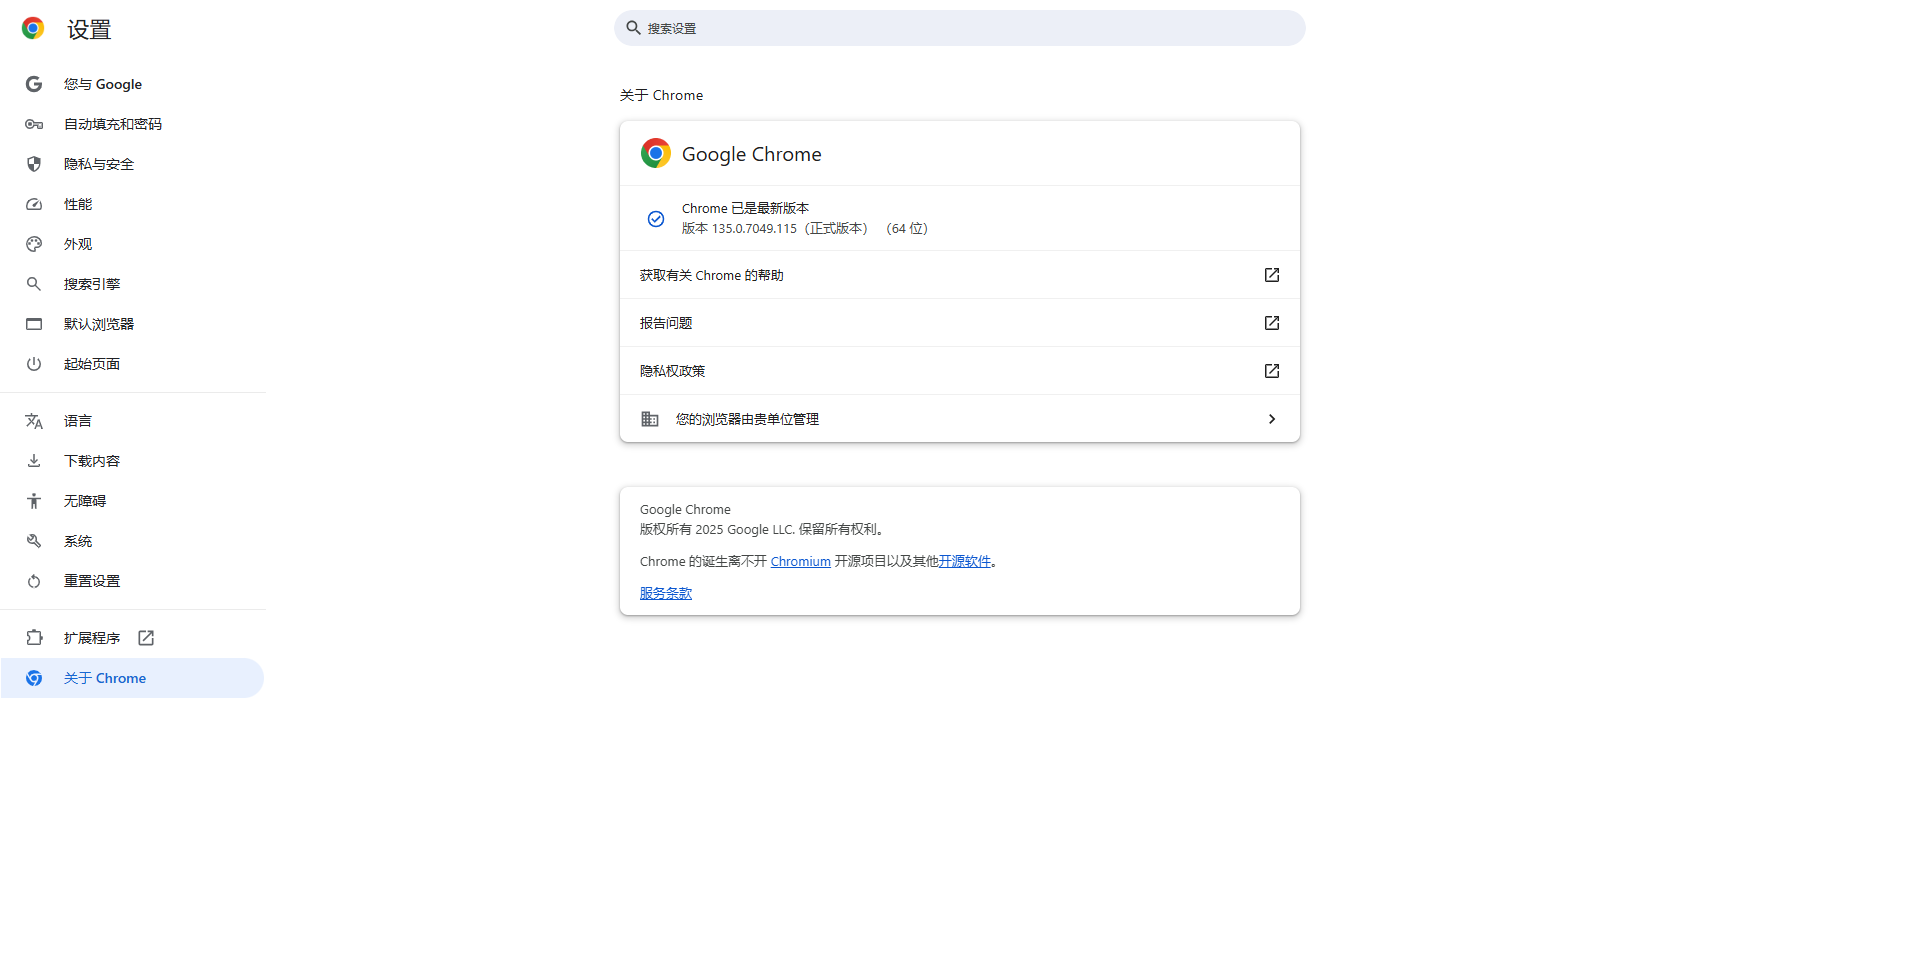 设置
搜索设置
您与 Google
自动填充和密码
隐私与安全
性能
外观
搜索引擎
默认浏览器
起始页面
语言
下载内容
无障碍
系统
重置设置
扩展程序
关于 Chrome
关于 Chrome
Google Chrome
Chrome 已是最新版本
版本 135.0.7049.115（正式版本） （64 位）
获取有关 Chrome 的帮助
报告问题
隐私权政策
您的浏览器由贵单位管理
Google Chrome
版权所有 2025 Google LLC. 保留所有权利。
Chrome 的诞生离不开 Chromium 开源项目以及其他开源软件。
服务条款